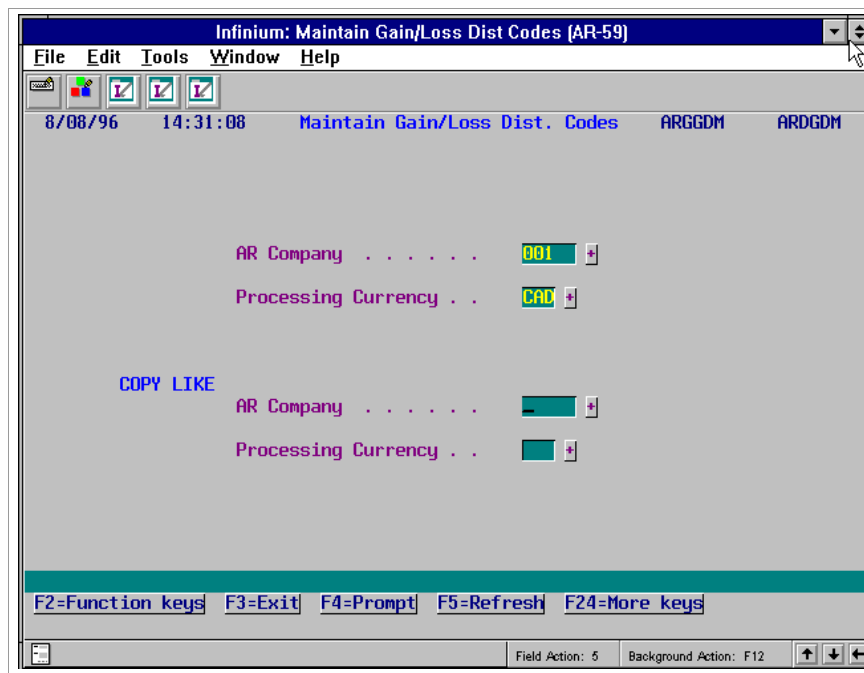 Infinium: Maintain Gain/Loss Dist Codes (AR-59)
File Edit Tools Window Help
8/08/96 14:31:08 Maintain Gain/Loss Dist. Codes ARGGDM ARDGDM
AR Company . . . . . . 001 +
Processing Currency . . CAD +
COPY LIKE
AR Company . . . . . . _ +
Processing Currency . . +
F2=Function keys F3=Exit F4=Prompt F5=Refresh F24=More keys
Field Action: 5 Background Action: F12